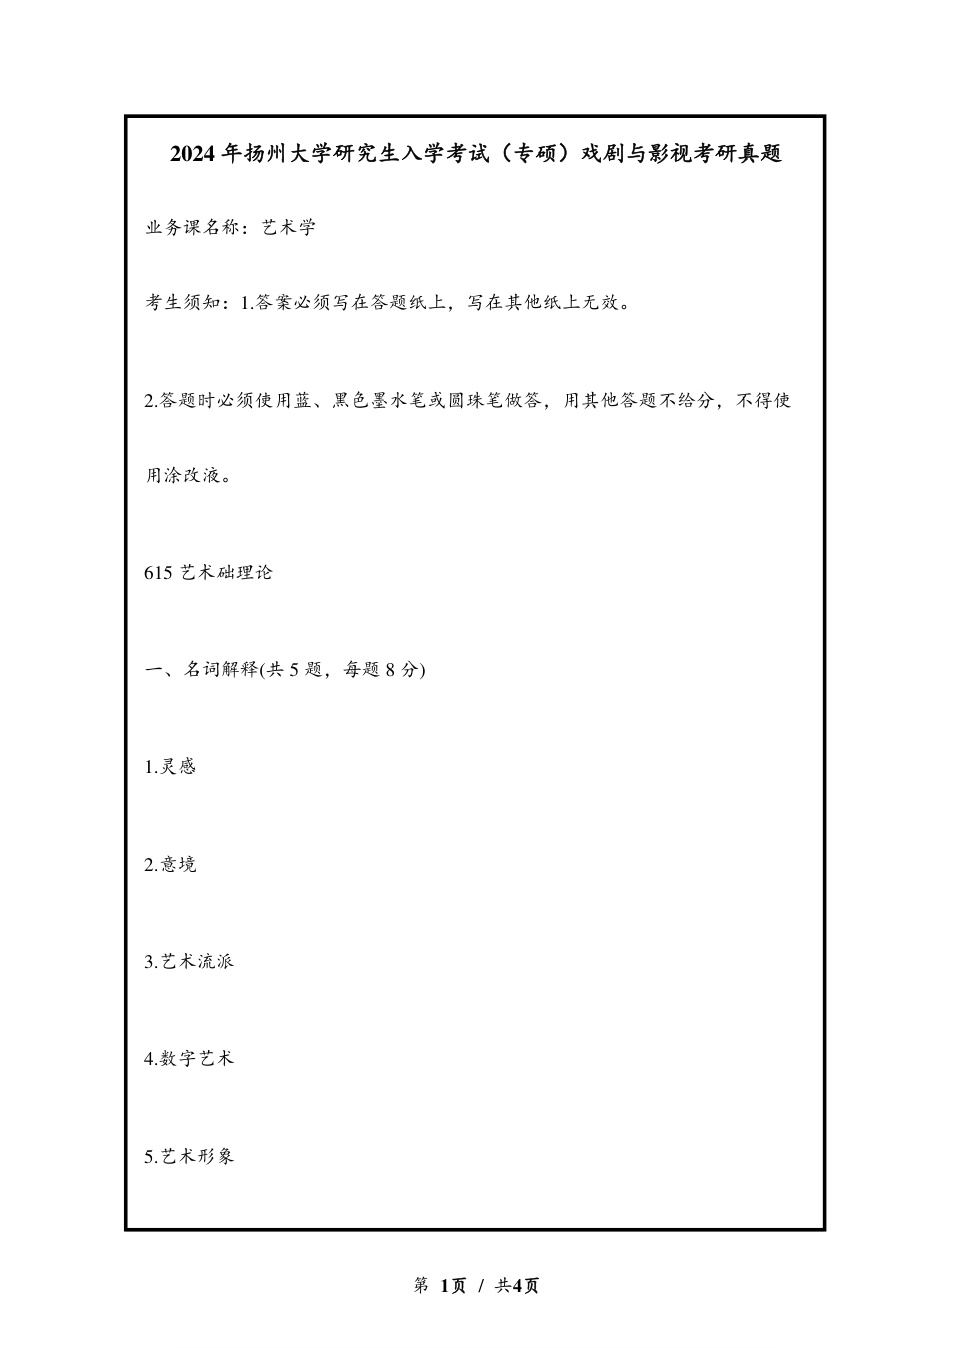 2024 年扬州大学研究生入学考试（专硕）戏剧与影视考研真题
业务课名称：艺术学
考生须知：1.答案必须写在答题纸上，写在其他纸上无效。
2.答题时必须使用蓝、黑色墨水笔或圆珠笔做答，用其他答题不给分，不得使
用涂改液。
615 艺术础理论
一、名词解释(共 5 题，每题 8 分)
1.灵感
2.意境
3.艺术流派
4.数字艺术
5.艺术形象
第 1页 / 共4页